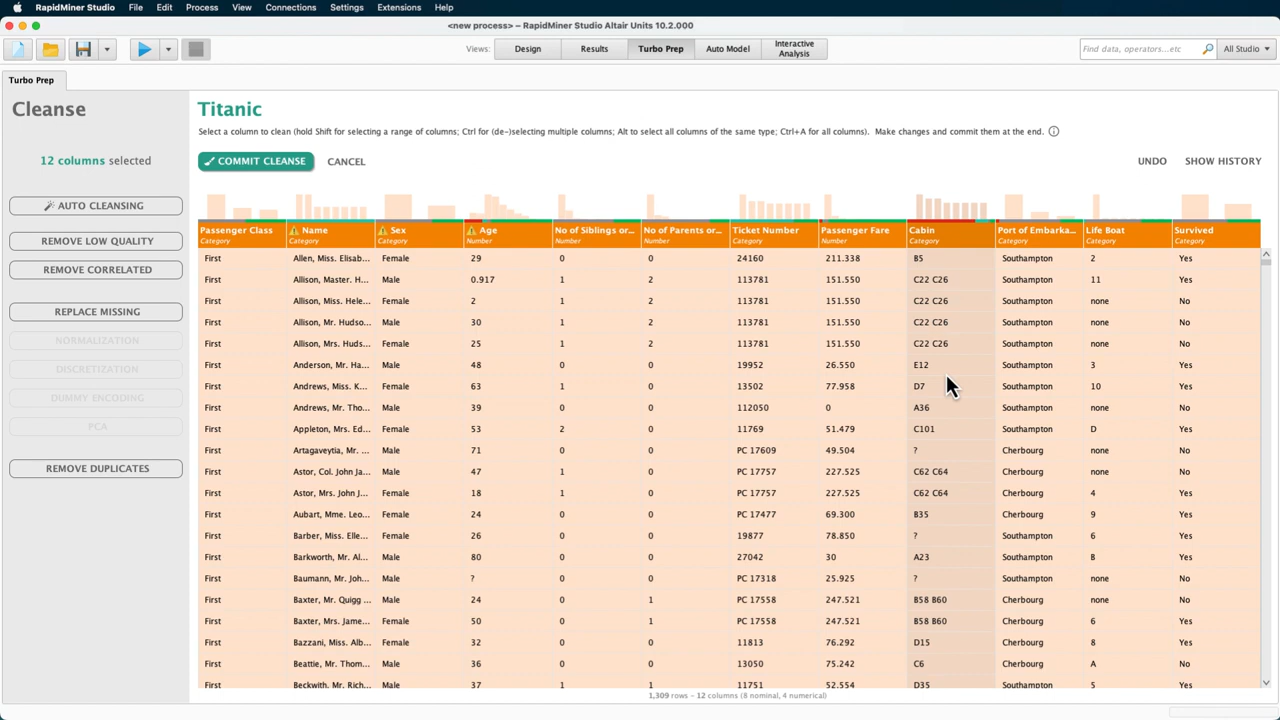 RapidMiner Studio File Edit Process View Connections Settings Extensions Help
<new process> – RapidMiner Studio Altair Units 10.2.000
Views: Design Results Turbo Prep Auto Model Interactive Analysis Find data, operators...etc All Studio
Turbo Prep
Cleanse
12 columns selected
AUTO CLEANSING
REMOVE LOW QUALITY
REMOVE CORRELATED
REPLACE MISSING
NORMALIZATION
DISCRETIZATION
DUMMY ENCODING
PCA
REMOVE DUPLICATES
Titanic
Select a column to clean (hold Shift for selecting a range of columns; Ctrl for (de-)selecting multiple columns; Alt to select all columns of the same type; Ctrl+A for all columns). Make changes and commit them at the end.
COMMIT CLEANSE CANCEL UNDO SHOW HISTORY
Passenger Class Name Sex Age No of Siblings or... No of Parents or... Ticket Number Passenger Fare Cabin Port of Embarka... Life Boat Survived
Category Category Category Number Number Number Category Number Category Category Category Category
First Allen, Miss. Elisab... Female 29 0 0 24160 211.338 B5 Southampton 2 Yes
First Allison, Master. H... Male 0.917 1 2 113781 151.550 C22 C26 Southampton 11 Yes
First Allison, Miss. Hele... Female 2 1 2 113781 151.550 C22 C26 Southampton none No
First Allison, Mr. Hudso... Male 30 1 2 113781 151.550 C22 C26 Southampton none No
First Allison, Mrs. Huds... Female 25 1 2 113781 151.550 C22 C26 Southampton none No
First Anderson, Mr. Ha... Male 48 0 0 19952 26.550 E12 Southampton 3 Yes
First Andrews, Miss. K... Female 63 1 0 13502 77.958 D7 Southampton 10 Yes
First Andrews, Mr. Tho... Male 39 0 0 112050 0 A36 Southampton none No
First Appleton, Mrs. Ed... Female 53 2 0 11769 51.479 C101 Southampton D Yes
First Artagaveytia, Mr. ... Male 71 0 0 PC 17609 49.504 ? Cherbourg none No
First Astor, Col. John Ja... Male 47 1 0 PC 17757 227.525 C62 C64 Cherbourg none No
First Astor, Mrs. John J... Female 18 1 0 PC 17757 227.525 C62 C64 Cherbourg 4 Yes
First Aubart, Mme. Leo... Female 24 0 0 PC 17477 69.300 B35 Cherbourg 9 Yes
First Barber, Miss. Elle... Female 26 0 0 19877 78.850 ? Southampton 6 Yes
First Barkworth, Mr. Al... Male 80 0 0 27042 30 A23 Southampton B Yes
First Baumann, Mr. Joh... Male ? 0 0 PC 17318 25.925 ? Southampton none No
First Baxter, Mr. Quigg ... Male 24 0 1 PC 17558 247.521 B58 B60 Cherbourg none No
First Baxter, Mrs. Jame... Female 50 0 1 PC 17558 247.521 B58 B60 Cherbourg 6 Yes
First Bazzani, Miss. Alb... Female 32 0 0 11813 76.292 D15 Cherbourg 8 Yes
First Beattie, Mr. Thom... Male 36 0 0 13050 75.242 C6 Cherbourg A No
First Beckwith, Mr. Rich... Male 37 1 1 11751 52.554 D35 Southampton 5 Yes
1,309 rows – 12 columns (8 nominal, 4 numerical)